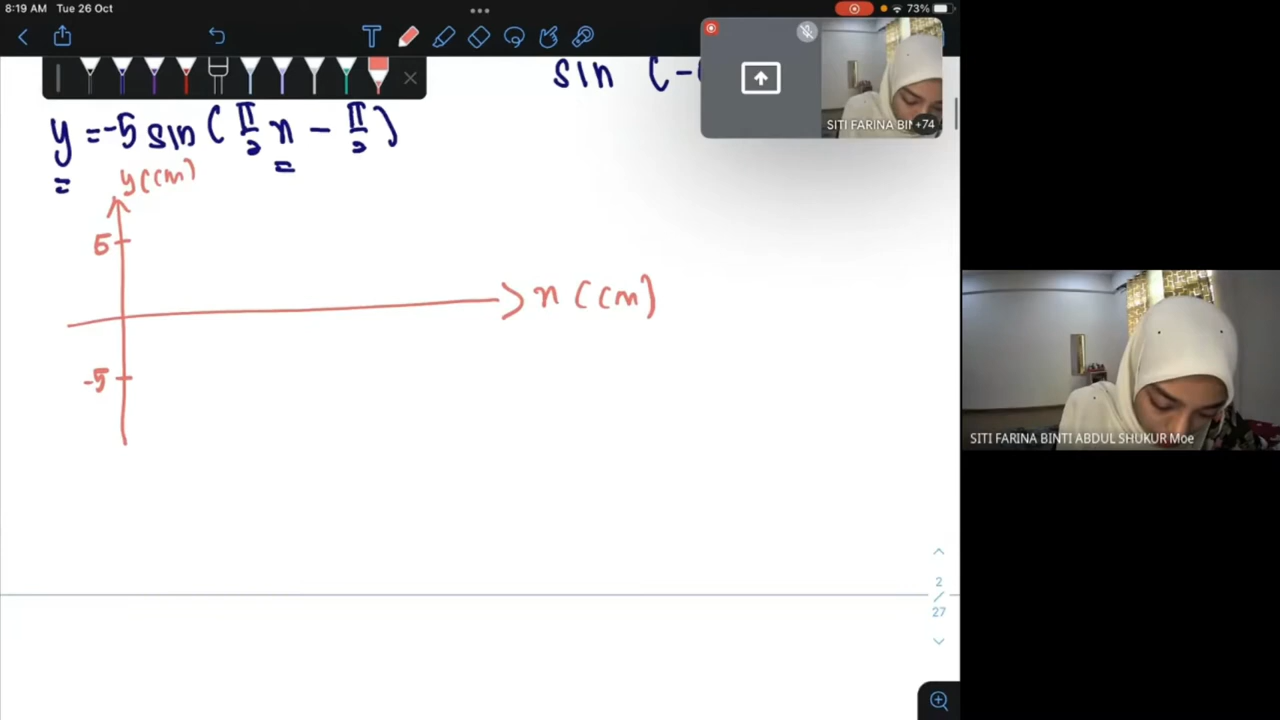 8:19 AM Tue 26 Oct
73%
T
sin (-
SITI FARINA BIN +74
y = -5 sin ( π/2 x - π/2 )
y (cm)
5
x (cm)
-5
SITI FARINA BINTI ABDUL SHUKUR Moe
2
/
27